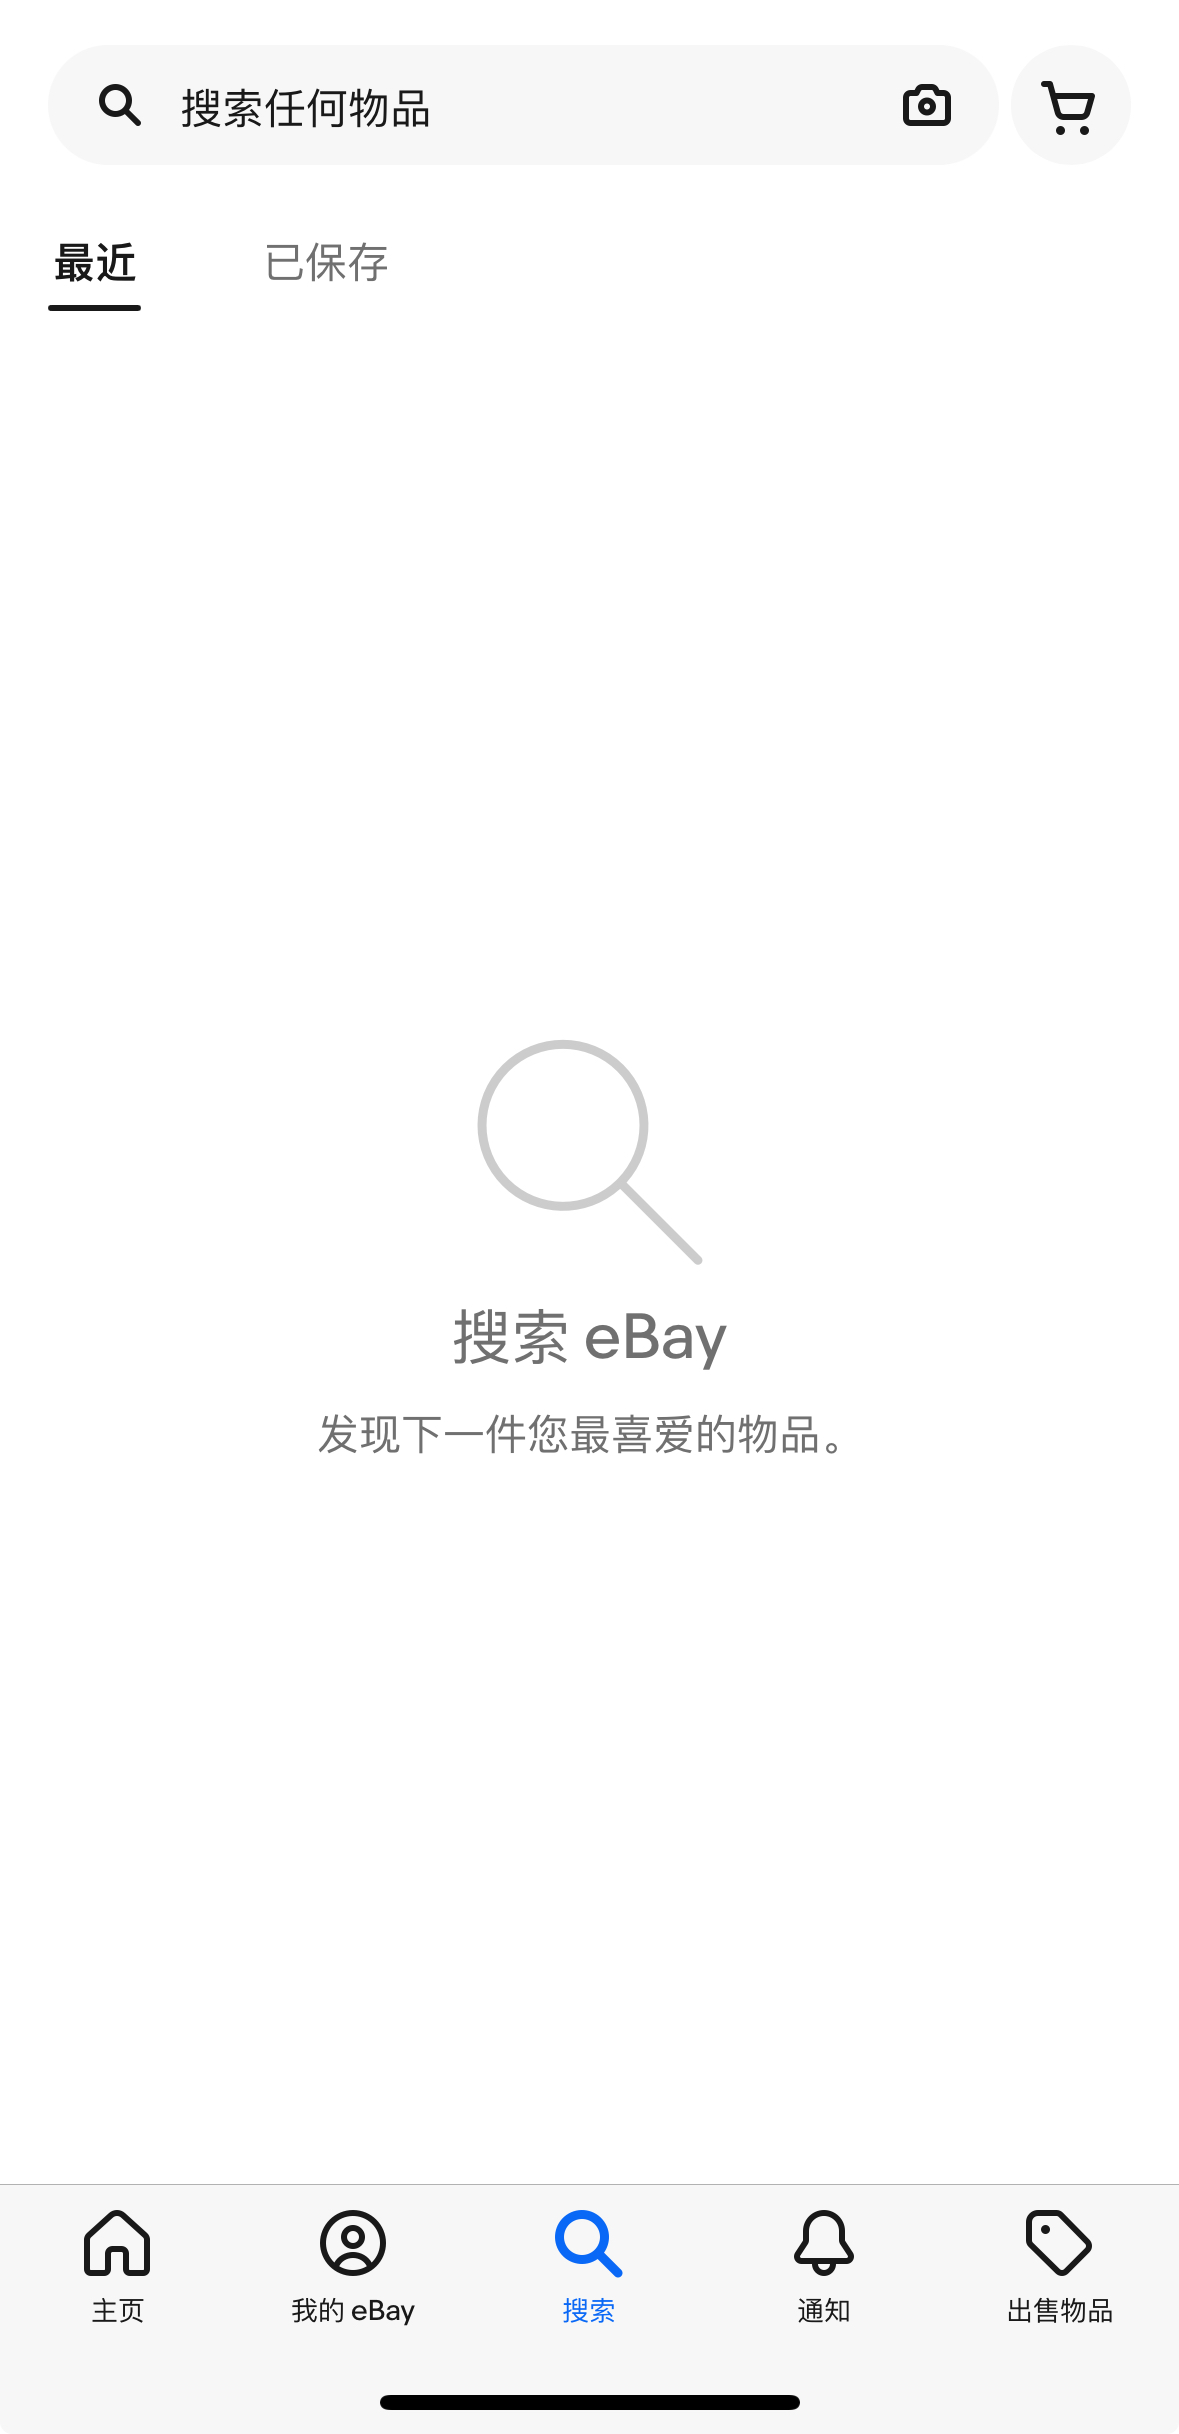 搜索任何物品
最近
已保存
搜索 eBay
发现下一件您最喜爱的物品。
主页
我的 eBay
搜索
通知
出售物品